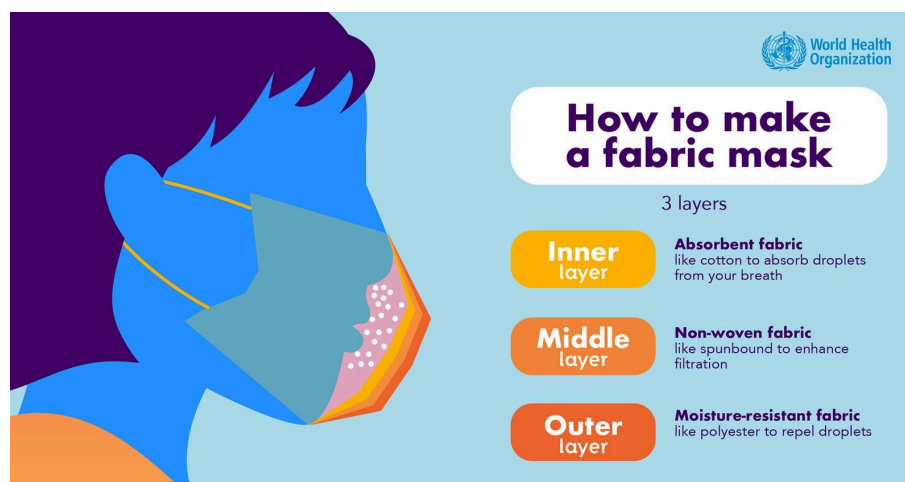 World Health
Organization
How to make
a fabric mask
3 layers
Inner
layer
Absorbent fabric
like cotton to absorb droplets
from your breath
Middle
layer
Non-woven fabric
like spunbound to enhance
filtration
Outer
layer
Moisture-resistant fabric
like polyester to repel droplets